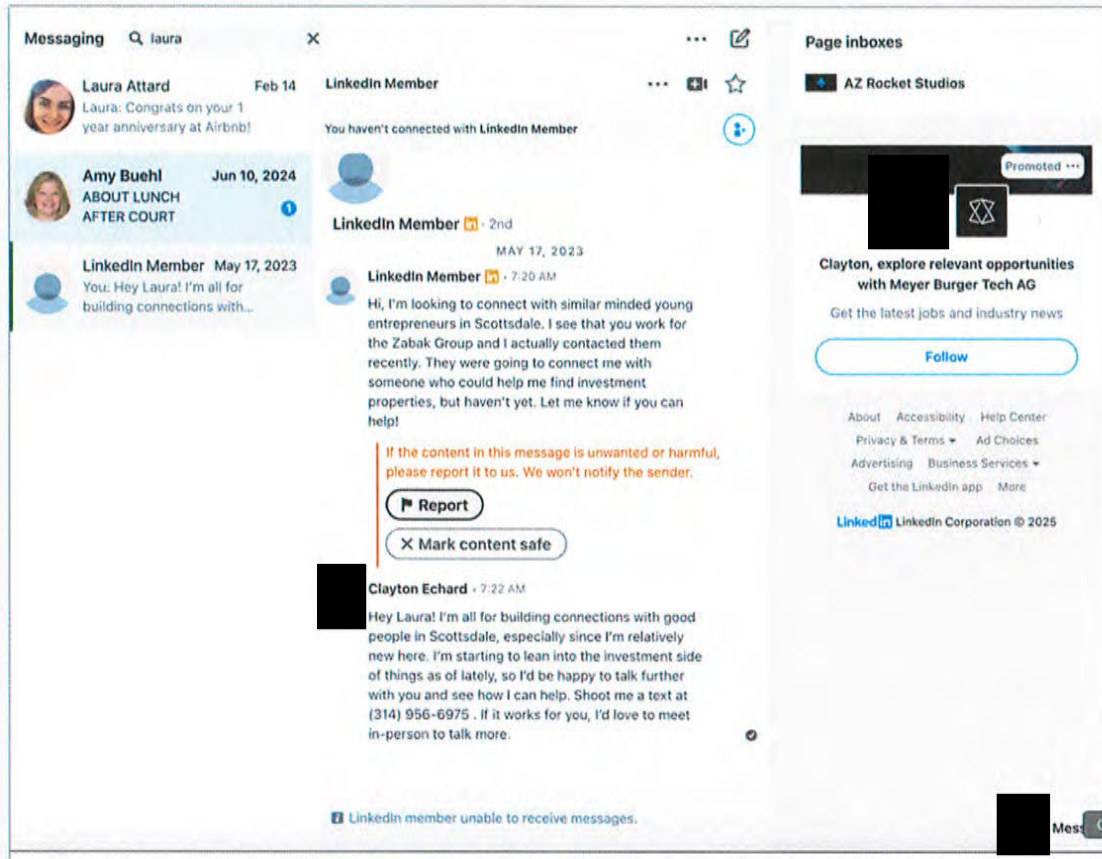 Messaging
laura
Laura Attard Feb 14
Laura: Congrats on your 1
year anniversary at Airbnb!
Amy Buehl Jun 10, 2024
ABOUT LUNCH
AFTER COURT
1
LinkedIn Member May 17, 2023
You: Hey Laura! I'm all for
building connections with...
LinkedIn Member
You haven't connected with LinkedIn Member
LinkedIn Member in · 2nd
MAY 17, 2023
LinkedIn Member in · 7:20 AM
Hi, I'm looking to connect with similar minded young
entrepreneurs in Scottsdale. I see that you work for
the Zabak Group and I actually contacted them
recently. They were going to connect me with
someone who could help me find investment
properties, but haven't yet. Let me know if you can
help!
If the content in this message is unwanted or harmful,
please report it to us. We won't notify the sender.
Report
Mark content safe
Clayton Echard · 7:22 AM
Hey Laura! I'm all for building connections with good
people in Scottsdale, especially since I'm relatively
new here. I'm starting to lean into the investment side
of things as of lately, so I'd be happy to talk further
with you and see how I can help. Shoot me a text at
(314) 956-6975 . If it works for you, I'd love to meet
in-person to talk more.
LinkedIn member unable to receive messages.
Page inboxes
AZ Rocket Studios
Promoted ...
Clayton, explore relevant opportunities
with Meyer Burger Tech AG
Get the latest jobs and industry news
Follow
About Accessibility Help Center
Privacy & Terms Ad Choices
Advertising Business Services
Get the LinkedIn app More
LinkedIn LinkedIn Corporation © 2025